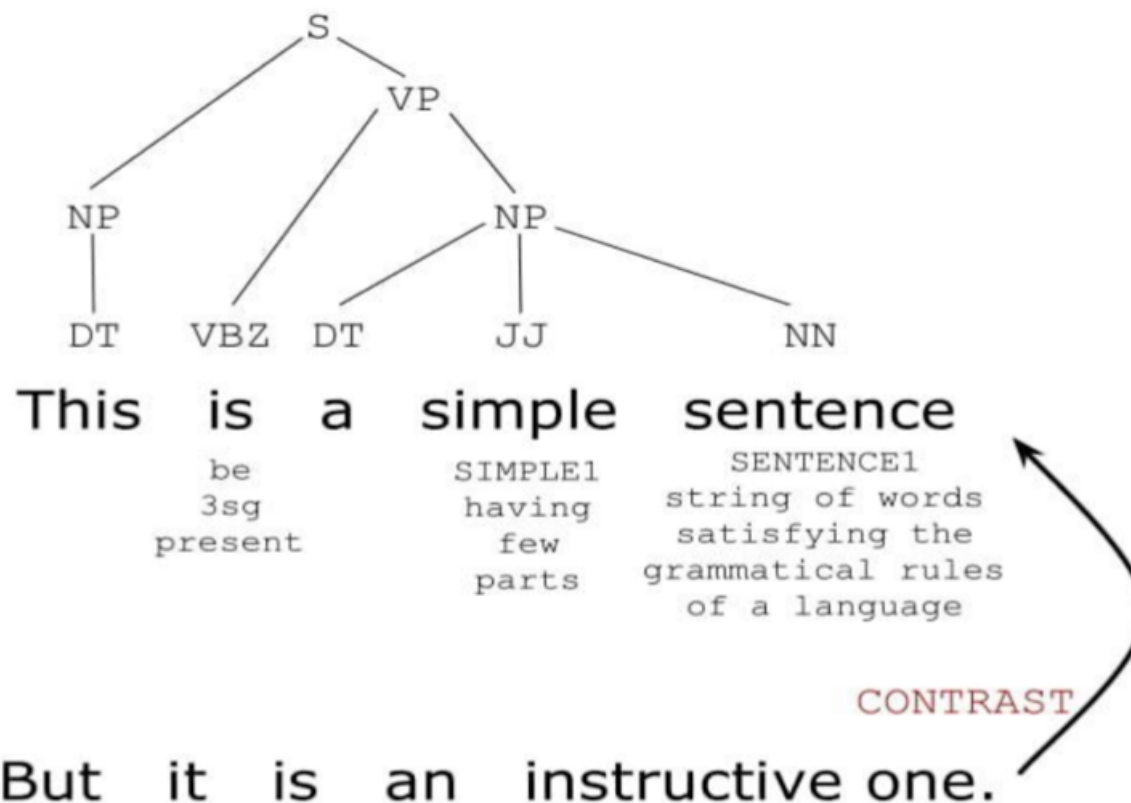 S
VP
NP NP
DT VBZ DT JJ NN
This is a simple sentence
be
3sg
present
SIMPLE1
having
few
parts
SENTENCE1
string of words
satisfying the
grammatical rules
of a language
CONTRAST
But it is an instructive one.